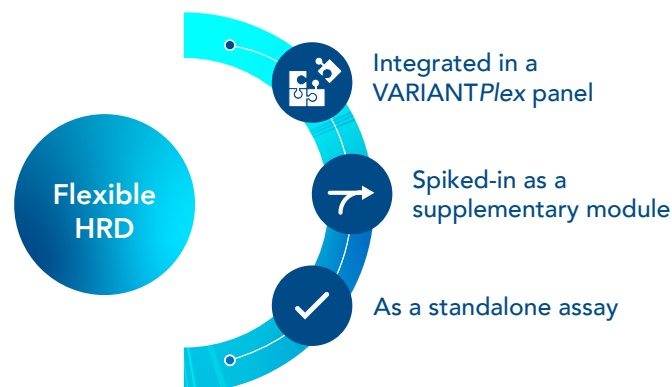 Flexible
HRD
Integrated in a
VARIANTPlex panel
Spiked-in as a
supplementary module
As a standalone assay